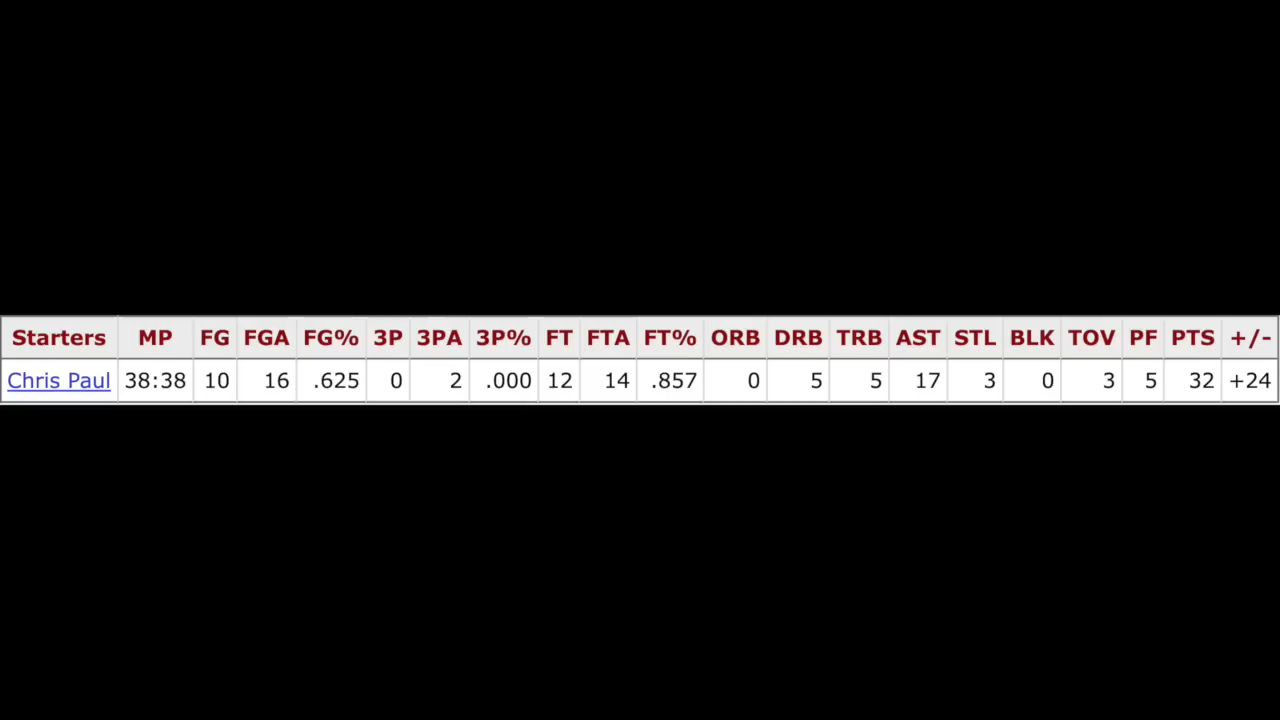 Starters MP FG FGA FG% 3P 3PA 3P% FT FTA FT% ORB DRB TRB AST STL BLK TOV PF PTS +/-
Chris Paul 38:38 10 16 .625 0 2 .000 12 14 .857 0 5 5 17 3 0 3 5 32 +24